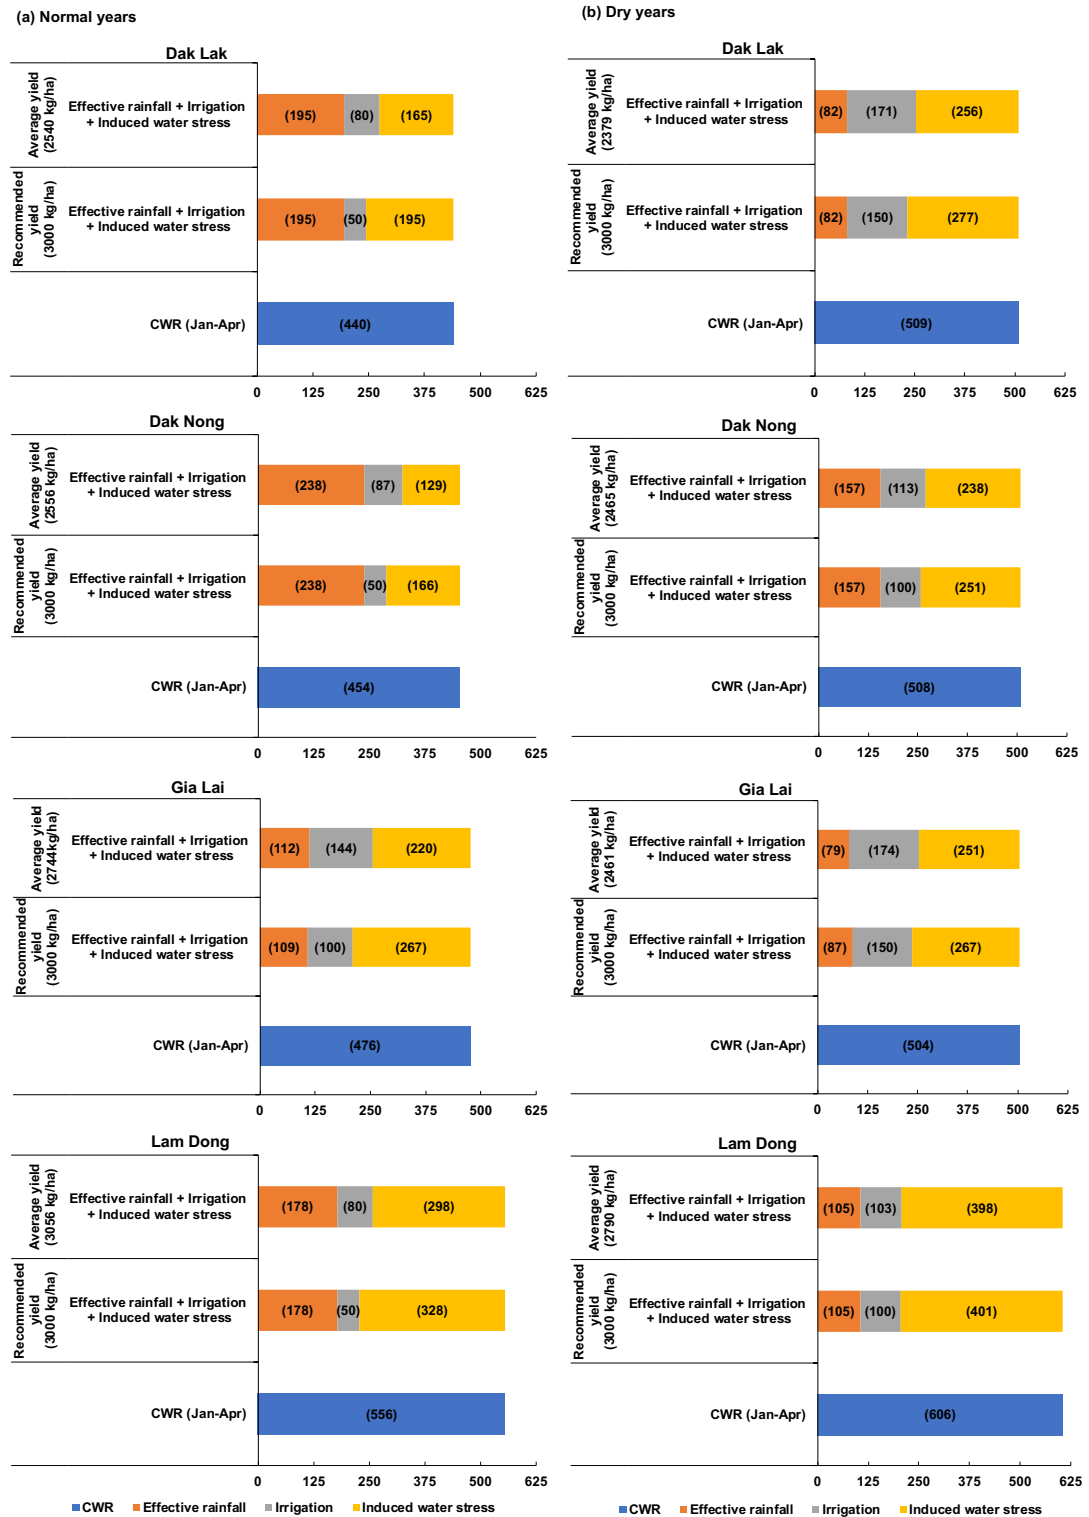 (a) Normal years
Dak Lak
Average yield
(2540 kg/ha)
Effective rainfall + Irrigation
+ Induced water stress
(195)
(80)
(165)
Recommended
yield
(3000 kg/ha)
Effective rainfall + Irrigation
+ Induced water stress
(195)
(50)
(195)
CWR (Jan-Apr)
(440)
0
125
250
375
500
625
Dak Nong
Average yield
(2556 kg/ha)
Effective rainfall + Irrigation
+ Induced water stress
(238)
(87)
(129)
Recommended
yield
(3000 kg/ha)
Effective rainfall + Irrigation
+ Induced water stress
(238)
(50)
(166)
CWR (Jan-Apr)
(454)
0
125
250
375
500
625
Gia Lai
Average yield
(2744kg/ha)
Effective rainfall + Irrigation
+ Induced water stress
(112)
(144)
(220)
Recommended
yield
(3000 kg/ha)
Effective rainfall + Irrigation
+ Induced water stress
(109)
(100)
(267)
CWR (Jan-Apr)
(476)
0
125
250
375
500
625
Lam Dong
Average yield
(3056 kg/ha)
Effective rainfall + Irrigation
+ Induced water stress
(178)
(80)
(298)
Recommended
yield
(3000 kg/ha)
Effective rainfall + Irrigation
+ Induced water stress
(178)
(50)
(328)
CWR (Jan-Apr)
(556)
0
125
250
375
500
625
CWR
Effective rainfall
Irrigation
Induced water stress
(b) Dry years
Dak Lak
Average yield
(2379 kg/ha)
Effective rainfall + Irrigation
+ Induced water stress
(82)
(171)
(256)
Recommended
yield
(3000 kg/ha)
Effective rainfall + Irrigation
+ Induced water stress
(82)
(150)
(277)
CWR (Jan-Apr)
(509)
0
125
250
375
500
625
Dak Nong
Average yield
(2465 kg/ha)
Effective rainfall + Irrigation
+ Induced water stress
(157)
(113)
(238)
Recommended
yield
(3000 kg/ha)
Effective rainfall + Irrigation
+ Induced water stress
(157)
(100)
(251)
CWR (Jan-Apr)
(508)
0
125
250
375
500
625
Gia Lai
Average yield
(2461 kg/ha)
Effective rainfall + Irrigation
+ Induced water stress
(79)
(174)
(251)
Recommended
yield
(3000 kg/ha)
Effective rainfall + Irrigation
+ Induced water stress
(87)
(150)
(267)
CWR (Jan-Apr)
(504)
0
125
250
375
500
625
Lam Dong
Average yield
(2790 kg/ha)
Effective rainfall + Irrigation
+ Induced water stress
(105)
(103)
(398)
Recommended
yield
(3000 kg/ha)
Effective rainfall + Irrigation
+ Induced water stress
(105)
(100)
(401)
CWR (Jan-Apr)
(606)
0
125
250
375
500
625
CWR
Effective rainfall
Irrigation
Induced water stress